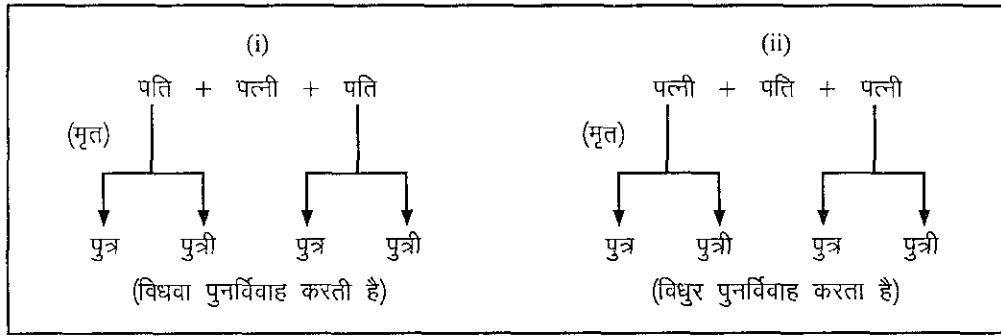 (i)
पति + पत्नी + पति
(मृत)
पुत्र पुत्री पुत्र पुत्री
(विधवा पुनर्विवाह करती है)
(ii)
पत्नी + पति + पत्नी
(मृत)
पुत्र पुत्री पुत्र पुत्री
(विधुर पुनर्विवाह करता है)